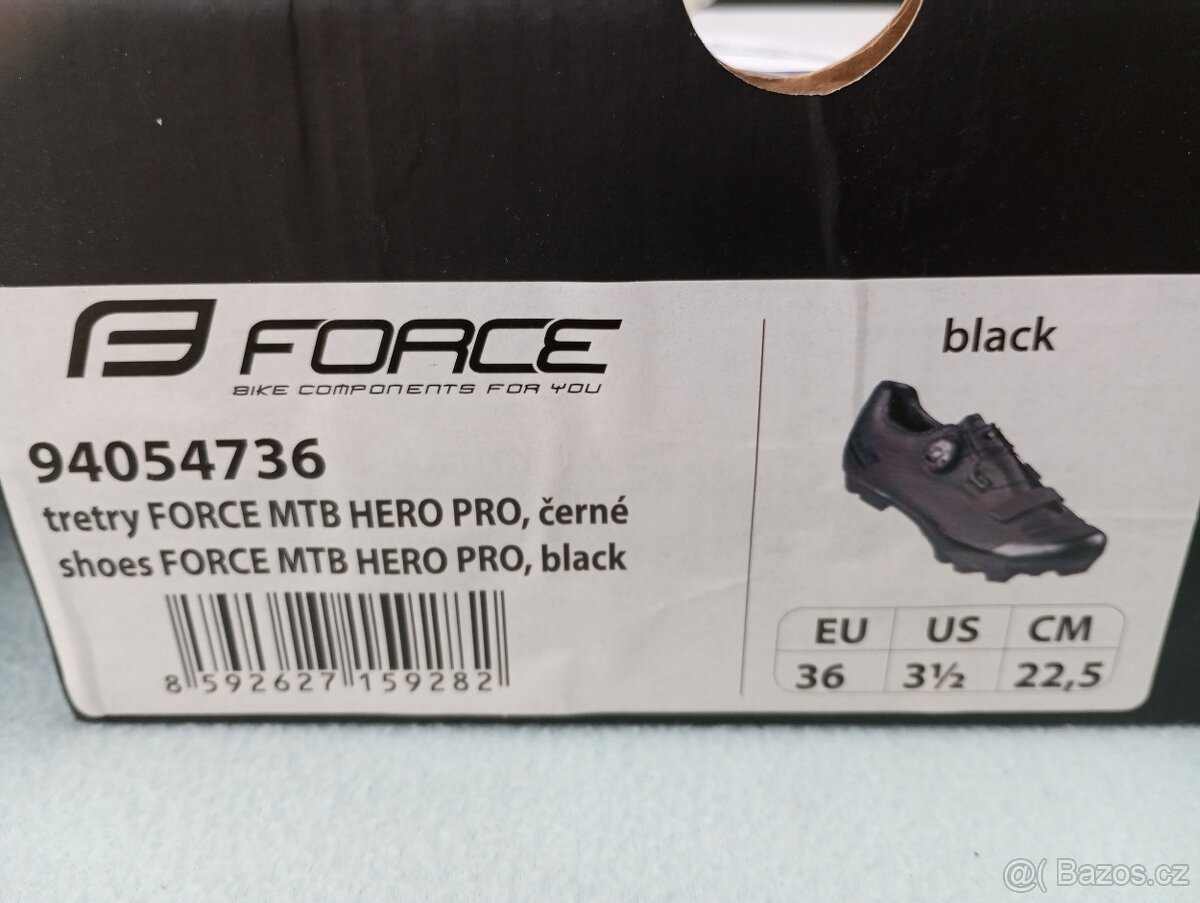 FORCE
BIKE COMPONENTS FOR YOU
94054736
tretry FORCE MTB HERO PRO, černé
shoes FORCE MTB HERO PRO, black
8 592627 159282
black
EU US CM
36 3½ 22,5
@( Bazos.cz